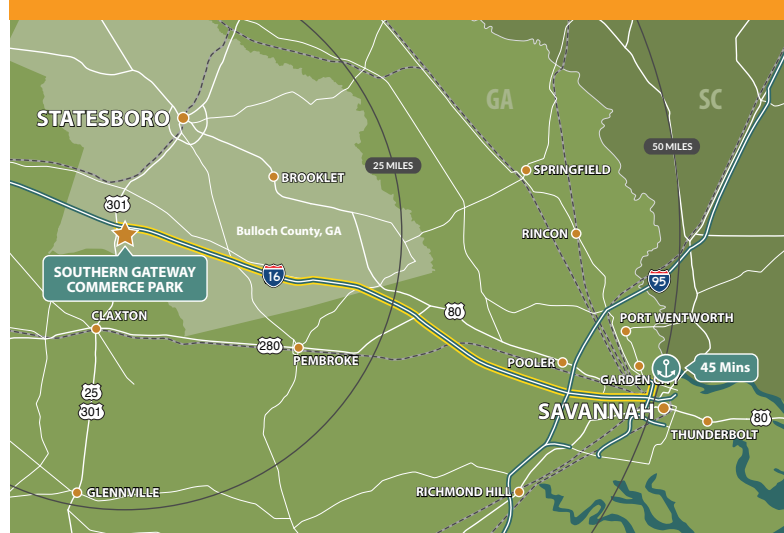 GA
SC
STATESBORO
50 MILES
25 MILES
SPRINGFIELD
BROOKLET
301
Bulloch County, GA
RINCON
SOUTHERN GATEWAY
COMMERCE PARK
16
95
CLAXTON
80
PORT WENTWORTH
280
PEMBROKE
POOLER
GARDEN CITY
45 Mins
25
301
SAVANNAH
80
THUNDERBOLT
GLENNVILLE
RICHMOND HILL